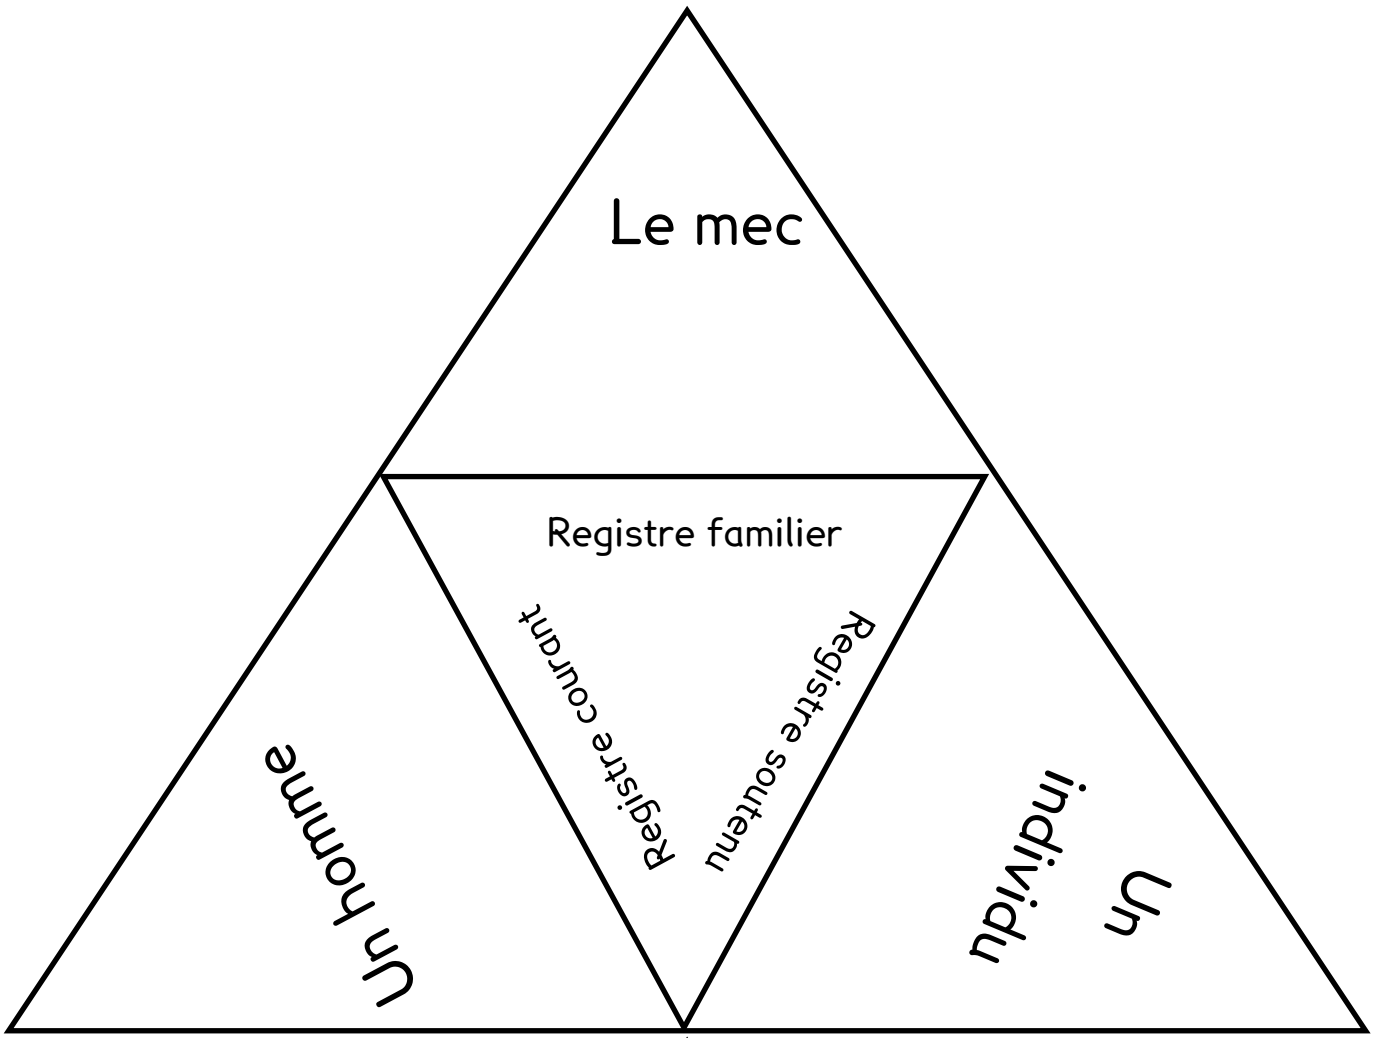 Le mec
Registre familier
Registre courant
Registre soutenu
Un homme
Un
individu